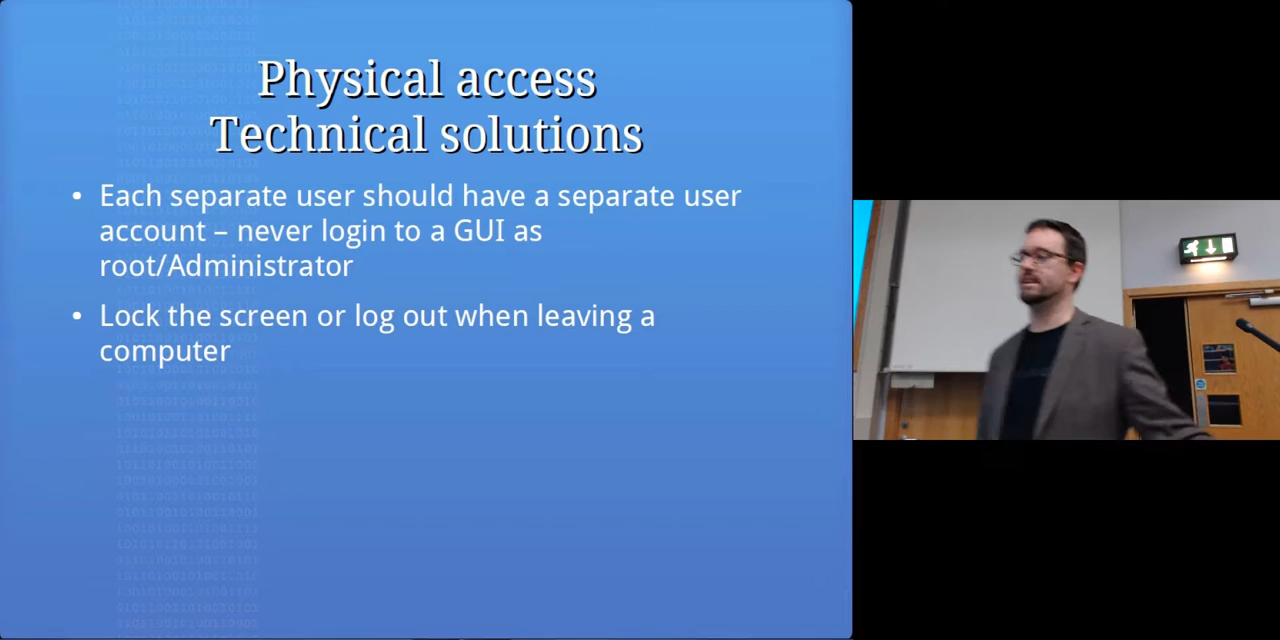 Physical access
Technical solutions
• Each separate user should have a separate user
account – never login to a GUI as
root/Administrator
• Lock the screen or log out when leaving a
computer